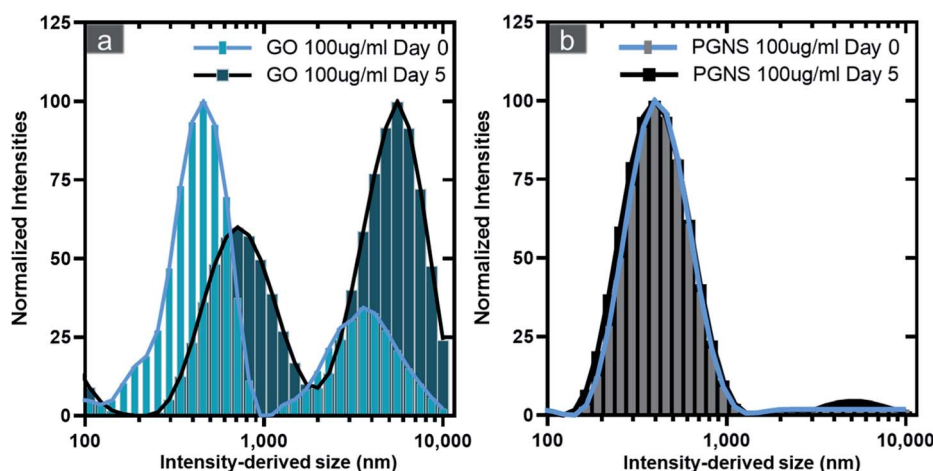 a
GO 100ug/ml Day 0
GO 100ug/ml Day 5
Normalized Intensities
125
100
75
50
25
0
100
1,000
10,000
Intensity-derived size (nm)
b
PGNS 100ug/ml Day 0
PGNS 100ug/ml Day 5
Normalized Intensities
125
100
75
50
25
0
100
1,000
10,000
Intensity-derived size (nm)